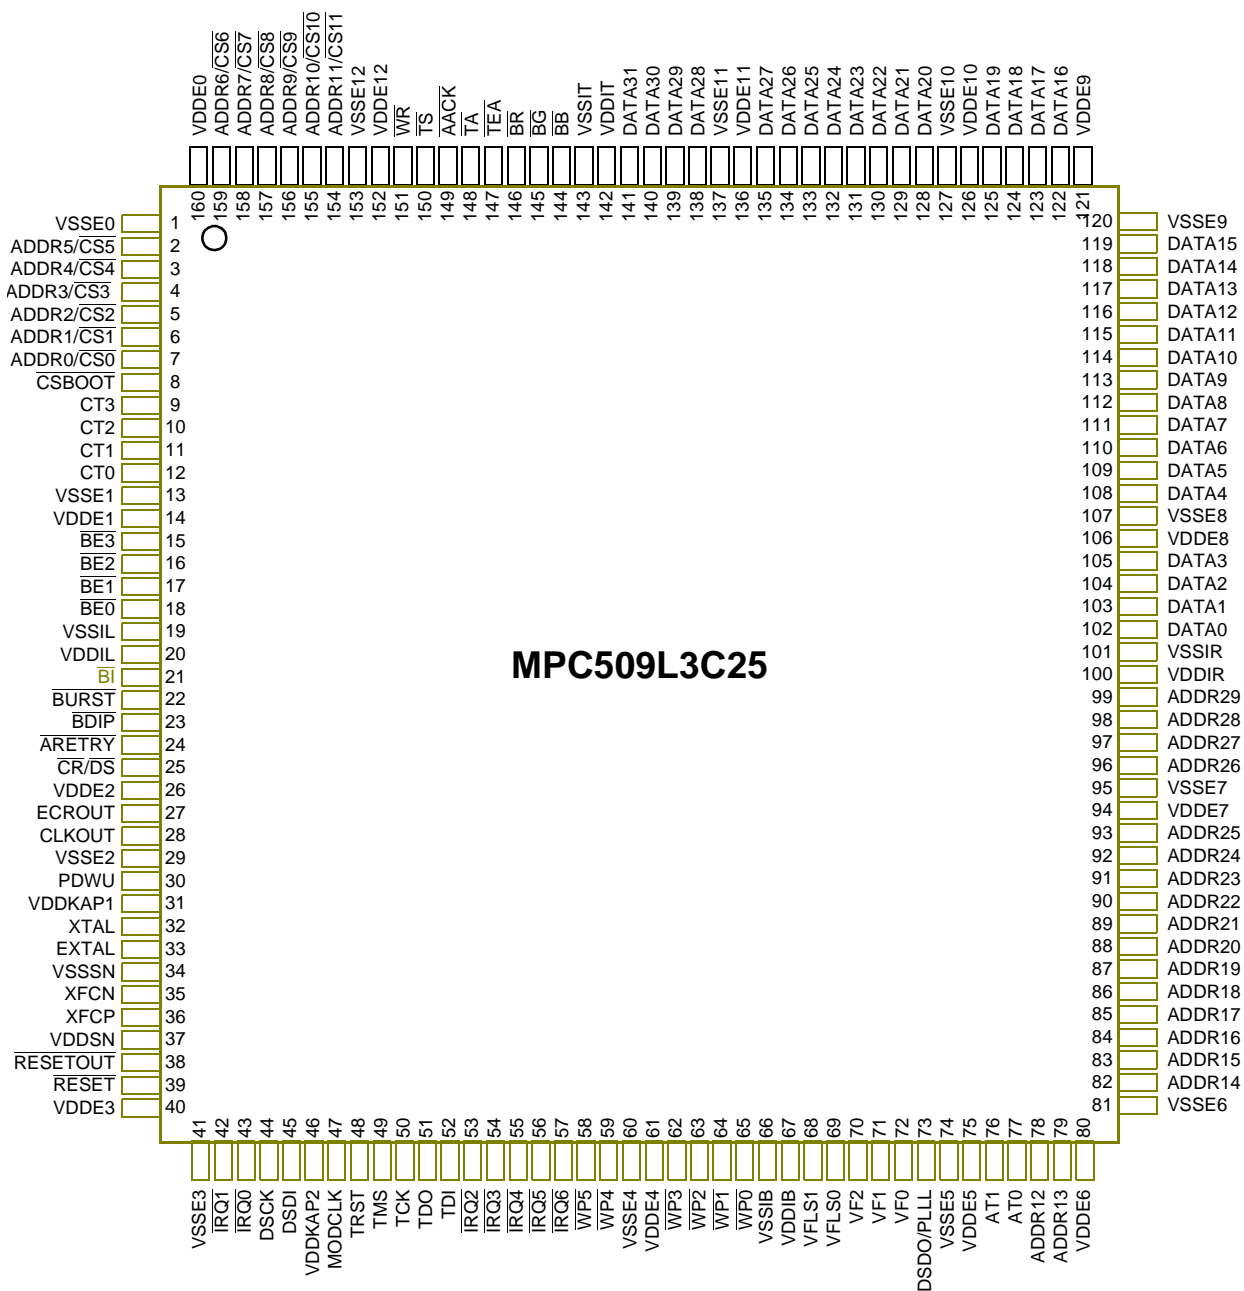 VDDE0
ADDR6/CS6
ADDR7/CS7
ADDR8/CS8
ADDR9/CS9
ADDR10/CS10
ADDR11/CS11
VSSE12
VDDE12
WR
TS
AACK
TA
TEA
BR
BG
BB
VSSIT
VDDIT
DATA31
DATA30
DATA29
DATA28
VSSE11
VDDE11
DATA27
DATA26
DATA25
DATA24
DATA23
DATA22
DATA21
DATA20
VSSE10
VDDE10
DATA19
DATA18
DATA17
DATA16
VDDE9
160 159 158 157 156 155 154 153 152 151 150 149 148 147 146 145 144 143 142 141 140 139 138 137 136 135 134 133 132 131 130 129 128 127 126 125 124 123 122 121
VSSE0 1 120 VSSE9
ADDR5/CS5 2 119 DATA15
ADDR4/CS4 3 118 DATA14
ADDR3/CS3 4 117 DATA13
ADDR2/CS2 5 116 DATA12
ADDR1/CS1 6 115 DATA11
ADDR0/CS0 7 114 DATA10
CSBOOT 8 113 DATA9
CT3 9 112 DATA8
CT2 10 111 DATA7
CT1 11 110 DATA6
CT0 12 109 DATA5
VSSE1 13 108 DATA4
VDDE1 14 107 VSSE8
BE3 15 106 VDDE8
BE2 16 105 DATA3
BE1 17 104 DATA2
BE0 18 103 DATA1
VSSIL 19 102 DATA0
VDDIL 20 101 VSSIR
MPC509L3C25
BI 21 100 VDDIR
BURST 22 99 ADDR29
BDIP 23 98 ADDR28
ARETRY 24 97 ADDR27
CR/DS 25 96 ADDR26
VDDE2 26 95 VSSE7
ECROUT 27 94 VDDE7
CLKOUT 28 93 ADDR25
VSSE2 29 92 ADDR24
PDWU 30 91 ADDR23
VDDKAP1 31 90 ADDR22
XTAL 32 89 ADDR21
EXTAL 33 88 ADDR20
VSSSN 34 87 ADDR19
XFCN 35 86 ADDR18
XFCP 36 85 ADDR17
VDDSN 37 84 ADDR16
RESETOUT 38 83 ADDR15
RESET 39 82 ADDR14
VDDE3 40 81 VSSE6
41 42 43 44 45 46 47 48 49 50 51 52 53 54 55 56 57 58 59 60 61 62 63 64 65 66 67 68 69 70 71 72 73 74 75 76 77 78 79 80
VSSE3
IRQ1
IRQ0
DSCK
DSDI
VDDKAP2
MODCLK
TRST
TMS
TCK
TDO
TDI
IRQ2
IRQ3
IRQ4
IRQ5
IRQ6
WP5
WP4
VSSE4
VDDE4
WP3
WP2
WP1
WP0
VSSIB
VDDIB
VFLS1
VFLS0
VF2
VF1
VF0
DSDO/PLLL
VSSE5
VDDE5
AT1
AT0
ADDR12
ADDR13
VDDE6